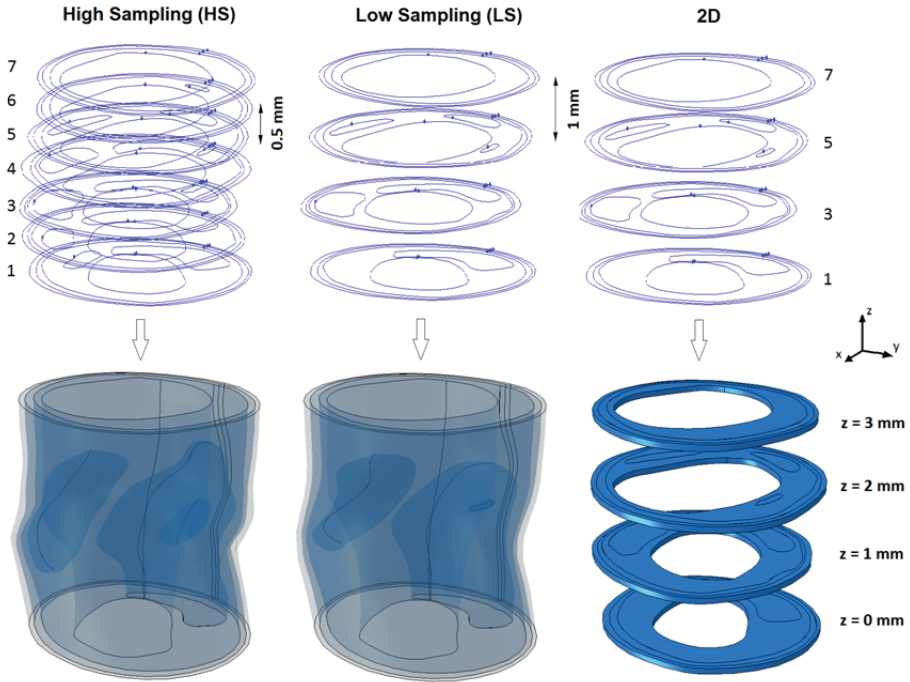 High Sampling (HS)
Low Sampling (LS)
2D
7
6
5
4
3
2
1
0.5 mm
1 mm
7
5
3
1
z
x
y
z = 3 mm
z = 2 mm
z = 1 mm
z = 0 mm